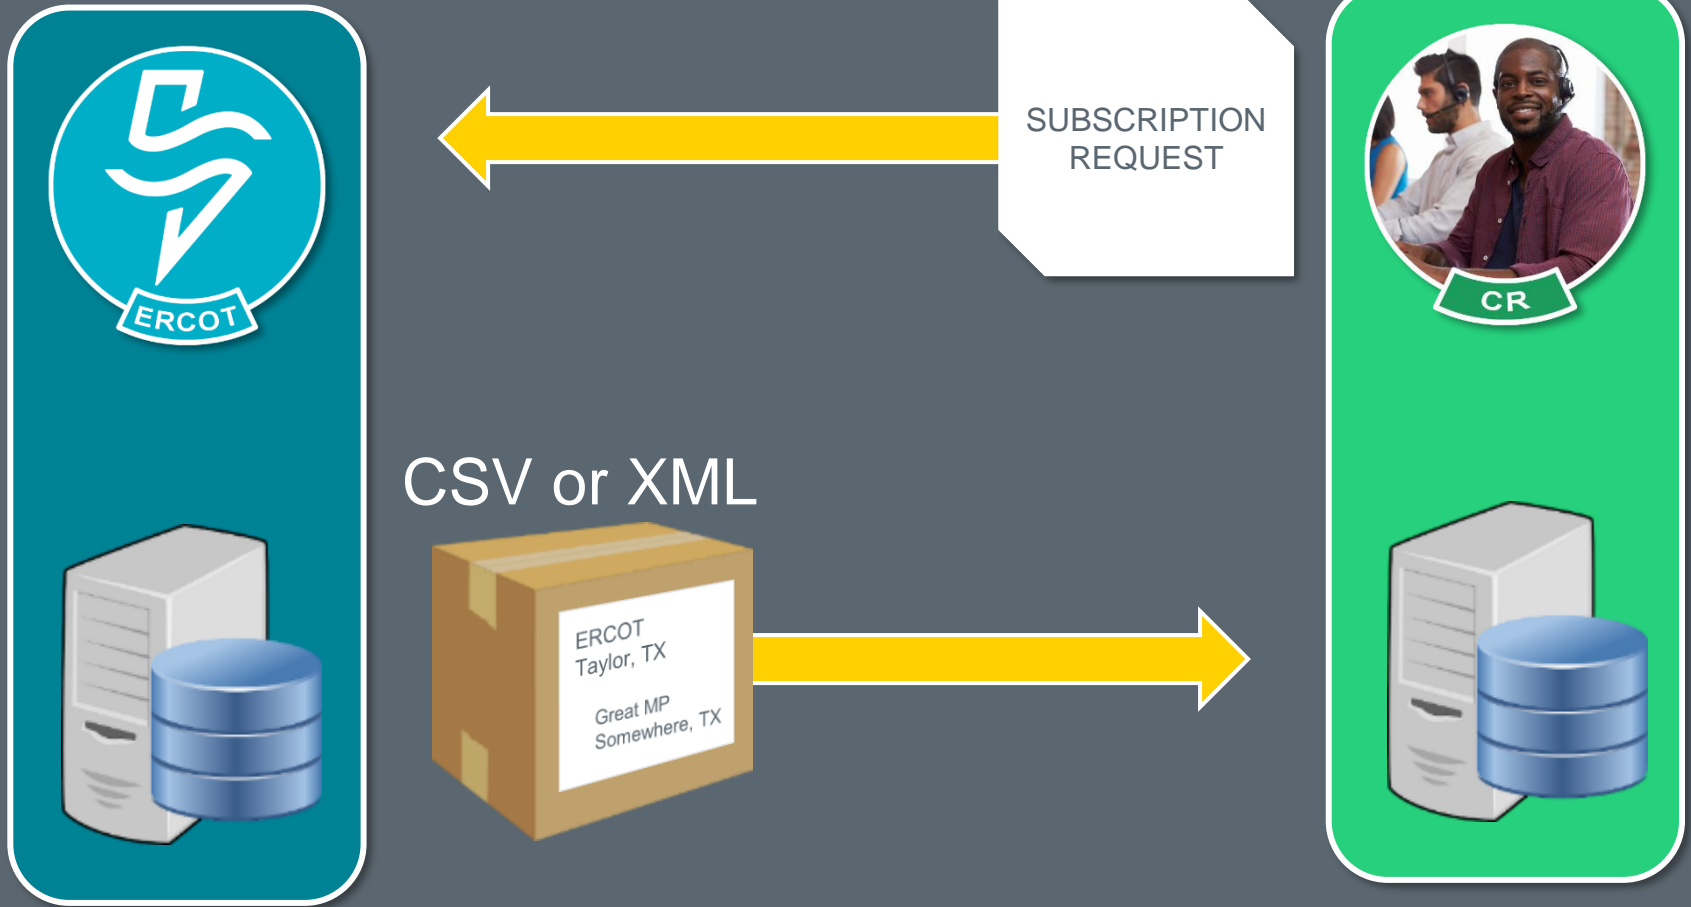 ERCOT
SUBSCRIPTION
REQUEST
CR
CSV or XML
ERCOT
Taylor, TX
Great MP
Somewhere, TX